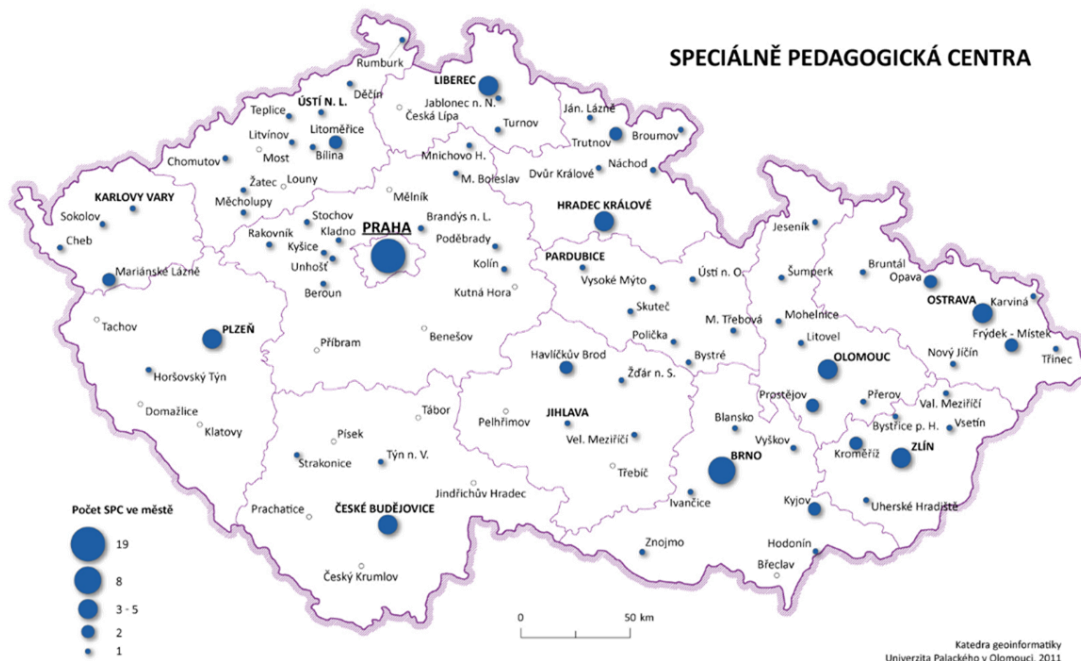 SPECIÁLNĚ PEDAGOGICKÁ CENTRA
Rumburk
LIBEREC
Děčín
ÚSTÍ N. L.
Jablonec n. N.
Česká Lípa
Teplice
Ján. Lázně
Litoměřice
Turnov
Trutnov
Broumov
Litvínov
Most
Bílina
Mnichovo H.
Chomutov
Náchod
Dvůr Králové
M. Boleslav
Žatec
Louny
Mělník
KARLOVY VARY
Měcholupy
HRADEC KRÁLOVÉ
Sokolov
Stochov
Brandýs n. L.
Kladno
PRAHA
Jeseník
Cheb
Rakovník
Kyšice
Poděbrady
PARDUBICE
Unhošť
Kolín
Mariánské Lázně
Ústí n. O.
Šumperk
Bruntál
Opava
Beroun
Vysoké Mýto
Kutná Hora
OSTRAVA
Karviná
Skuteč
Tachov
PLZEŇ
M. Třebová
Mohelnice
Benešov
Polička
Litovel
Frýdek - Místek
Příbram
Havlíčkův Brod
Bystré
OLOMOUC
Nový Jičín
Třinec
Horšovský Týn
Žďár n. S.
Prostějov
Přerov
Val. Meziříčí
Domažlice
Tábor
Pelhřimov
JIHLAVA
Blansko
Bystřice p. H.
Vsetín
Klatovy
Písek
Vel. Meziříčí
Vyškov
Kroměříž
ZLÍN
Strakonice
Týn n. V.
BRNO
Třebíč
Jindřichův Hradec
Ivančice
Prachatice
ČESKÉ BUDĚJOVICE
Kyjov
Uherské Hradiště
Znojmo
Hodonín
Český Krumlov
Břeclav
Počet SPC ve městě
19
8
3 - 5
2
1
0 50 km
Katedra geoinformatiky
Univerzita Palackého v Olomouci, 2011